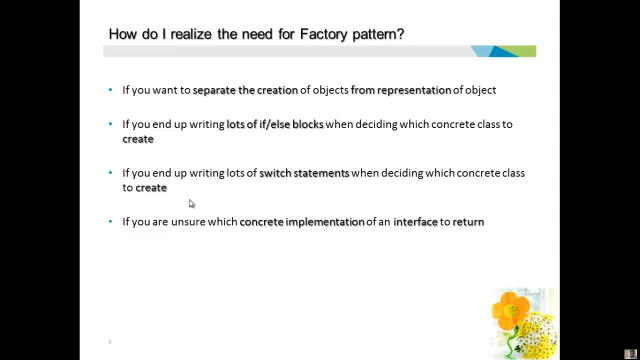 How do I realize the need for Factory pattern?
• If you want to separate the creation of objects from representation of object
• If you end up writing lots of if/else blocks when deciding which concrete class to
create
• If you end up writing lots of switch statements when deciding which concrete class
to create
• If you are unsure which concrete implementation of an interface to return
4